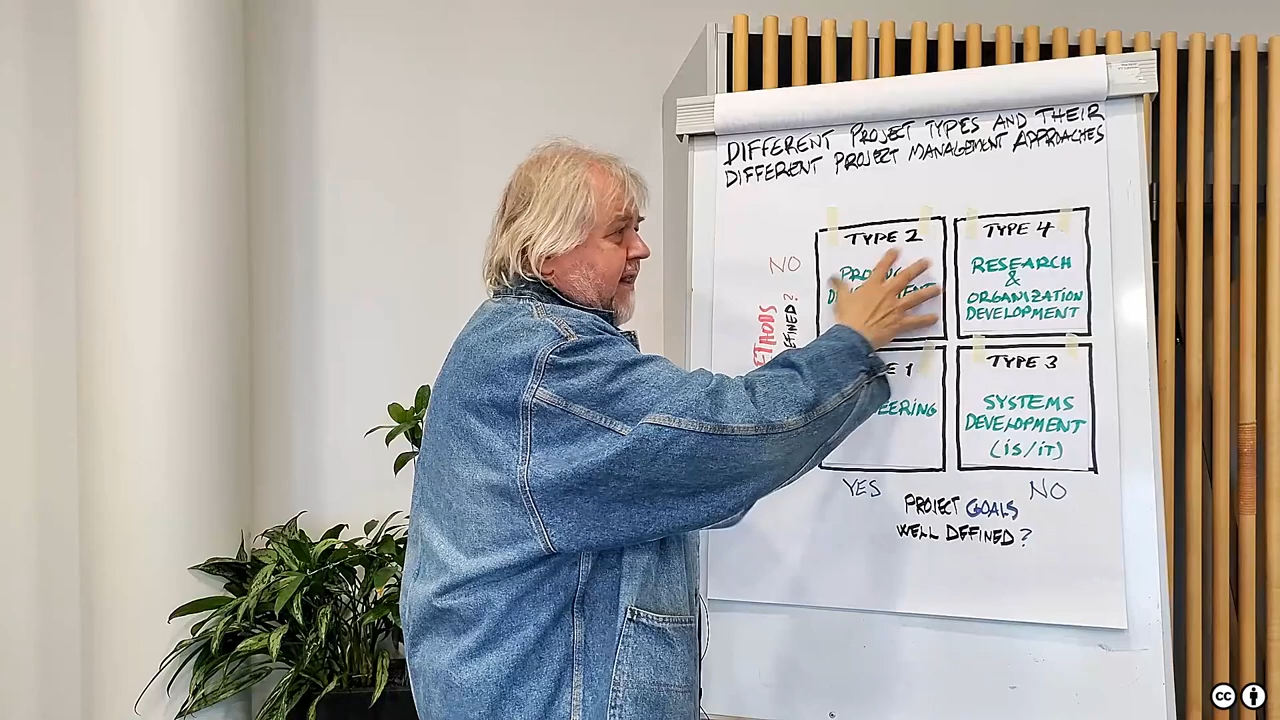 DIFFERENT PROJECT TYPES AND THEIR
DIFFERENT PROJECT MANAGEMENT APPROACHES
NO
TYPE 2
TYPE 4
RESEARCH
&
ORGANIZATION
DEVELOPMENT
TYPE 3
SYSTEMS
DEVELOPMENT
(IS/IT)
YES
NO
PROJECT GOALS
WELL DEFINED?
cc